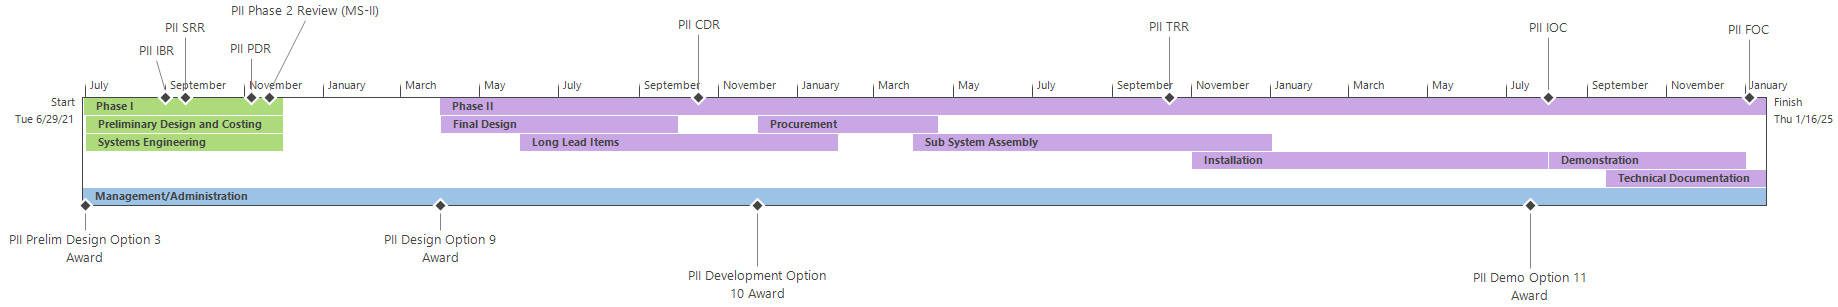 PII Phase 2 Review (MS-II)
PII SRR
PII CDR
PII TRR
PII IOC
PII FOC
PII IBR
PII PDR
July
September
November
January
March
May
July
September
November
January
March
May
July
September
November
January
March
May
July
September
November
January
Start
Tue 6/29/21
Finish
Thu 1/16/25
Phase I
Phase II
Preliminary Design and Costing
Final Design
Procurement
Systems Engineering
Long Lead Items
Sub System Assembly
Installation
Demonstration
Technical Documentation
Management/Administration
PII Prelim Design Option 3
Award
PII Design Option 9
Award
PII Development Option
10 Award
PII Demo Option 11
Award